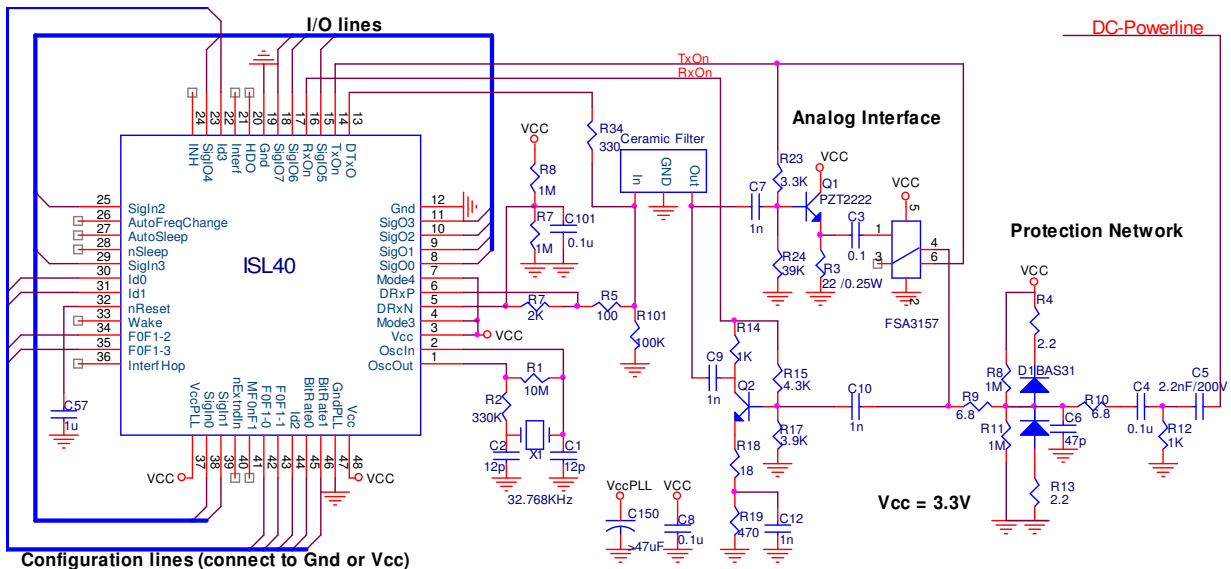 I/O lines
DC-Powerline
TxOn
RxOn
Analog Interface
Protection Network
24 23 22 21 20 19 18 17 16 15 14 13
INH SigIO4 Id3 Interf HDO Gnd SigIO7 SigIO6 RxOn SigIO5 TxOn DTxO
ISL40
25 SigIn2
26 AutoFreqChange
27 AutoSleep
28 nSleep
29 SigIn3
30 Id0
31 Id1
32 nReset
33 Wake
34 F0F1-2
35 F0F1-3
36 InterfHop
Gnd 12
SigO3 11
SigO2 10
SigO1 9
SigO0 8
Mode4 7
DRxP 6
DRxN 5
Mode3 4
Vcc 3
OscIn 2
OscOut 1
VccPLL SigIn0 SigIn1 nExtIdIn MF0nF1 F0F1-0 F0F1-1 Id2 BitRate0 BitRate1 GndPLL Vcc
37 38 39 40 41 42 43 44 45 46 47 48
VCC
VCC
C57
1u
VCC
R8
1M
R7
1M
C101
0.1u
R34
330
Ceramic Filter
In
GND
Out
R7
2K
R5
100
R101
100K
VCC
R1
10M
R2
330K
X1
C2
12p
C1
12p
32.768KHz
VccPLL
C150
>47uF
VCC
C8
0.1u
R23
3.3K
C7
1n
VCC
Q1
PZT2222
R24
39K
C3
0.1
R3
22 /0.25W
VCC
5
1
3
4
6
2
FSA3157
R14
1K
C9
1n
Q2
R15
4.3K
C10
1n
R17
3.9K
R18
18
R19
470
C12
1n
VCC
R4
2.2
D1 BAS31
R8
1M
R9
6.8
R11
1M
C6
47p
R10
6.8
C4
0.1u
C5
2.2nF/200V
R12
1K
R13
2.2
Vcc = 3.3V
Configuration lines (connect to Gnd or Vcc)